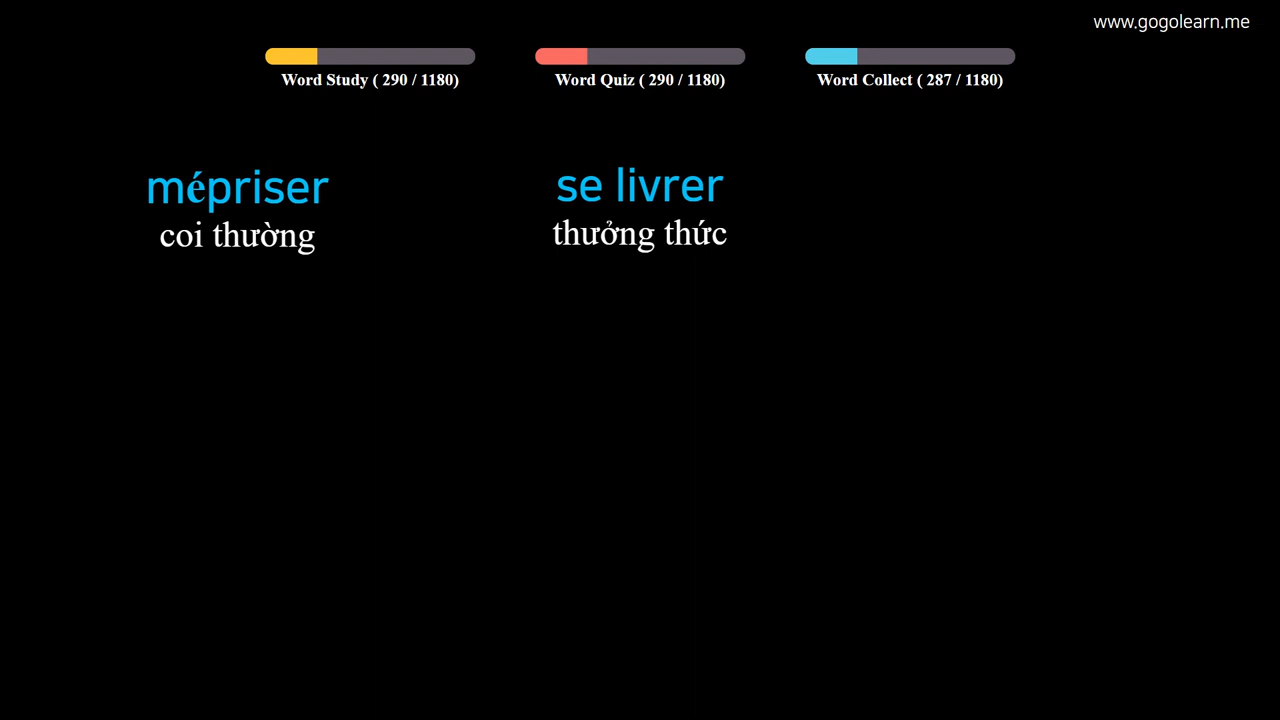 www.gogolearn.me
Word Study ( 290 / 1180)
Word Quiz ( 290 / 1180)
Word Collect ( 287 / 1180)
mépriser
coi thường
se livrer
thưởng thức